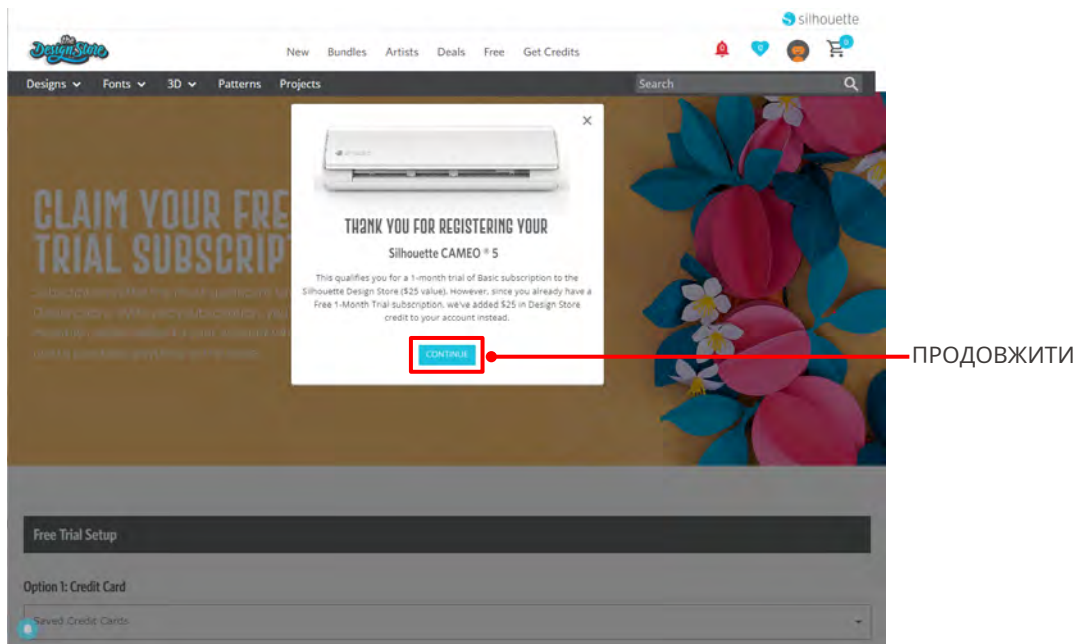 silhouette
the
Design Store
New Bundles Artists Deals Free Get Credits
0
0
0
Designs Fonts 3D Patterns Projects
Search
CLAIM YOUR FRE
TRIAL SUBSCRIP
THANK YOU FOR REGISTERING YOUR
Silhouette CAMEO ® 5
This qualifies you for a 1-month trial of Basic subscription to the
Silhouette Design Store ($25 value). However, since you already have a
Free 1-Month Trial subscription, we've added $25 in Design Store
credit to your account instead.
CONTINUE
ПРОДОВЖИТИ
Free Trial Setup
Option 1: Credit Card
Saved Credit Cards